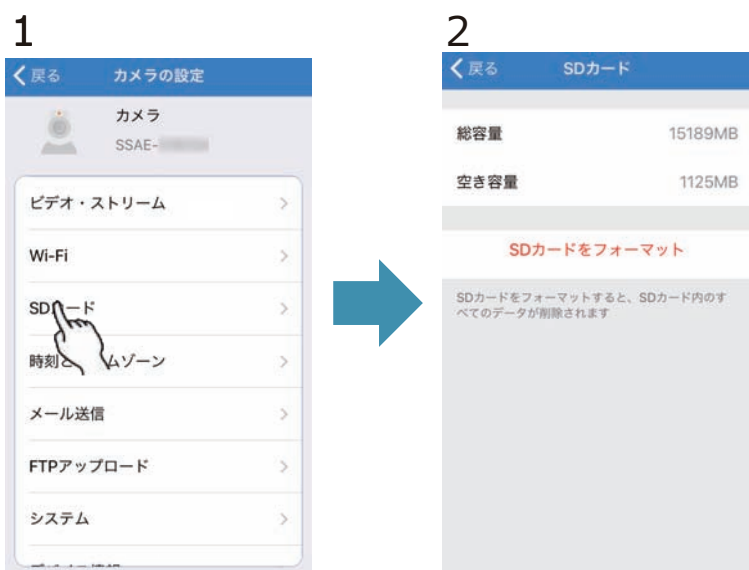 1
戻る
カメラの設定
カメラ
SSAE-
ビデオ・ストリーム
Wi-Fi
SDカード
時刻と ムゾーン
メール送信
FTPアップロード
システム
2
戻る
SDカード
総容量 15189MB
空き容量 1125MB
SDカードをフォーマット
SDカードをフォーマットすると、SDカード内のす
べてのデータが削除されます